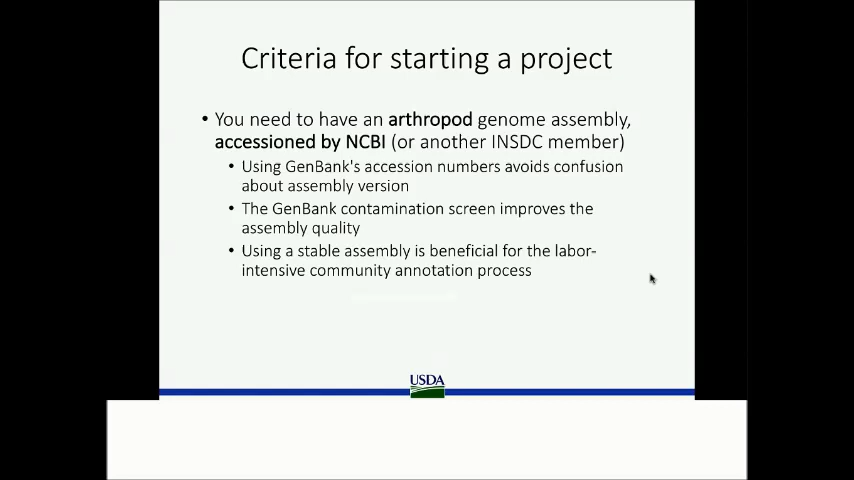 Criteria for starting a project
• You need to have an arthropod genome assembly,
accessioned by NCBI (or another INSDC member)
• Using GenBank's accession numbers avoids confusion
about assembly version
• The GenBank contamination screen improves the
assembly quality
• Using a stable assembly is beneficial for the labor-
intensive community annotation process
USDA